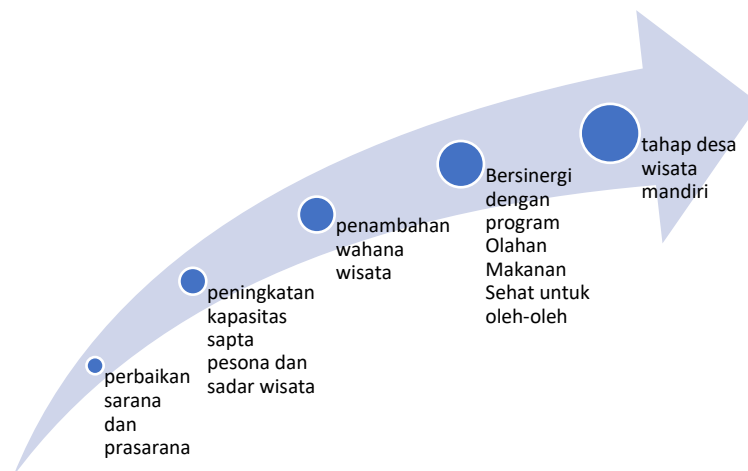 perbaikan
sarana
dan
prasarana
peningkatan
kapasitas
sapta
pesona dan
sadar wisata
penambahan
wahana
wisata
Bersinergi
dengan
program
Olahan
Makanan
Sehat untuk
oleh-oleh
tahap desa
wisata
mandiri